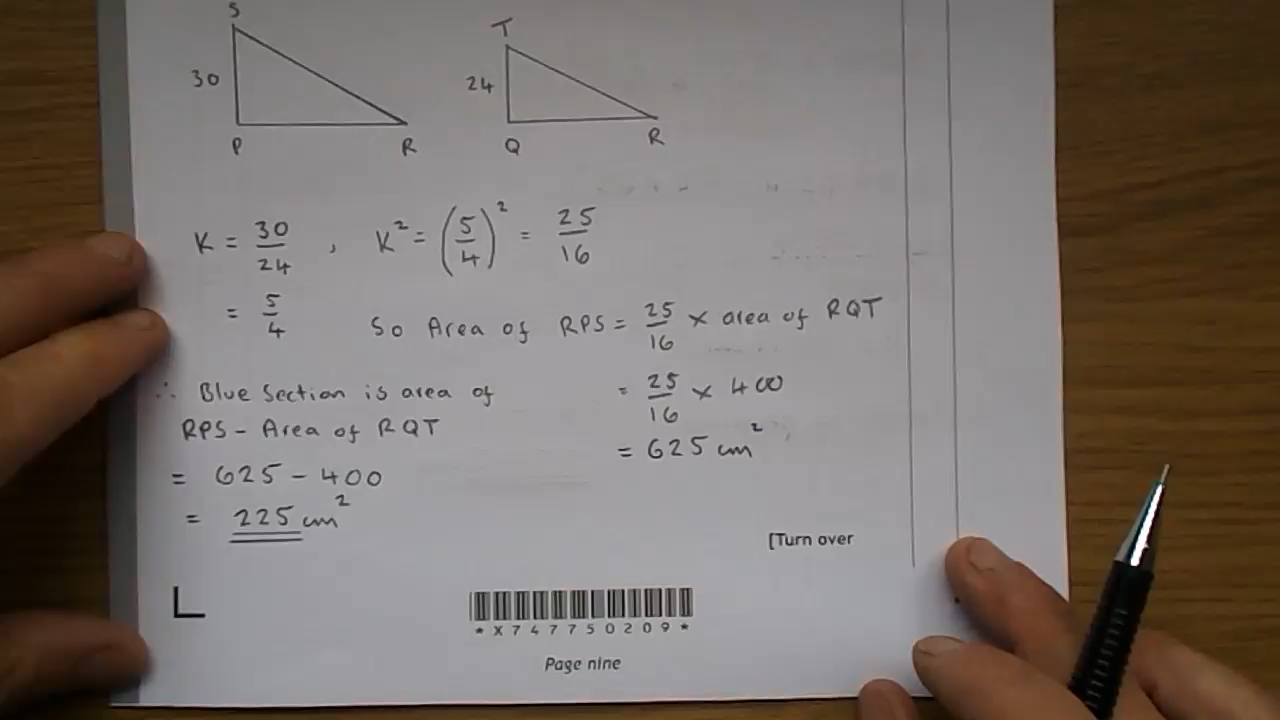 S
T
30
24
P
R
Q
R
K = 30/24 , K² = (5/4)² = 25/16
= 5/4
So Area of RPS = 25/16 × area of RQT
∴ Blue Section is area of
RPS - Area of RQT
= 25/16 × 400
= 625 cm²
= 625 - 400
= 225 cm²
[Turn over
*X747750209*
Page nine